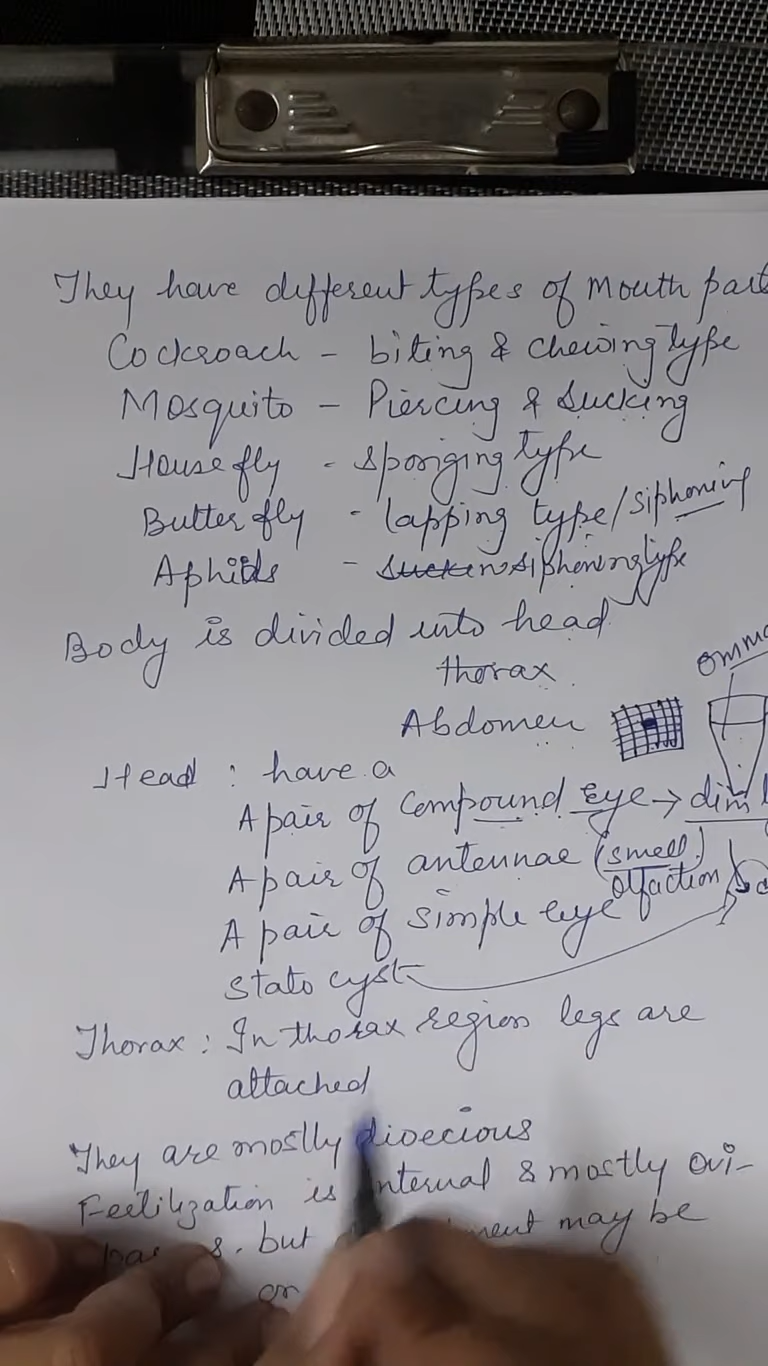 They have different types of Mouth part
Cockroach - biting & chewing type
Mosquito - Piercing & Sucking
Housefly - sponging type
Butterfly - lapping type/siphoning
Aphids - siphoning type
Body is divided into head
thorax
Abdomen
Omma
Head : have a
A pair of compound Eye → dim l
A pair of antennae (smell)
olfaction
A pair of simple eye
stato cyst
Thorax : In thorax region legs are
attached
They are mostly dioecious
Fertilization is internal & mostly Ovi-
but may be
or